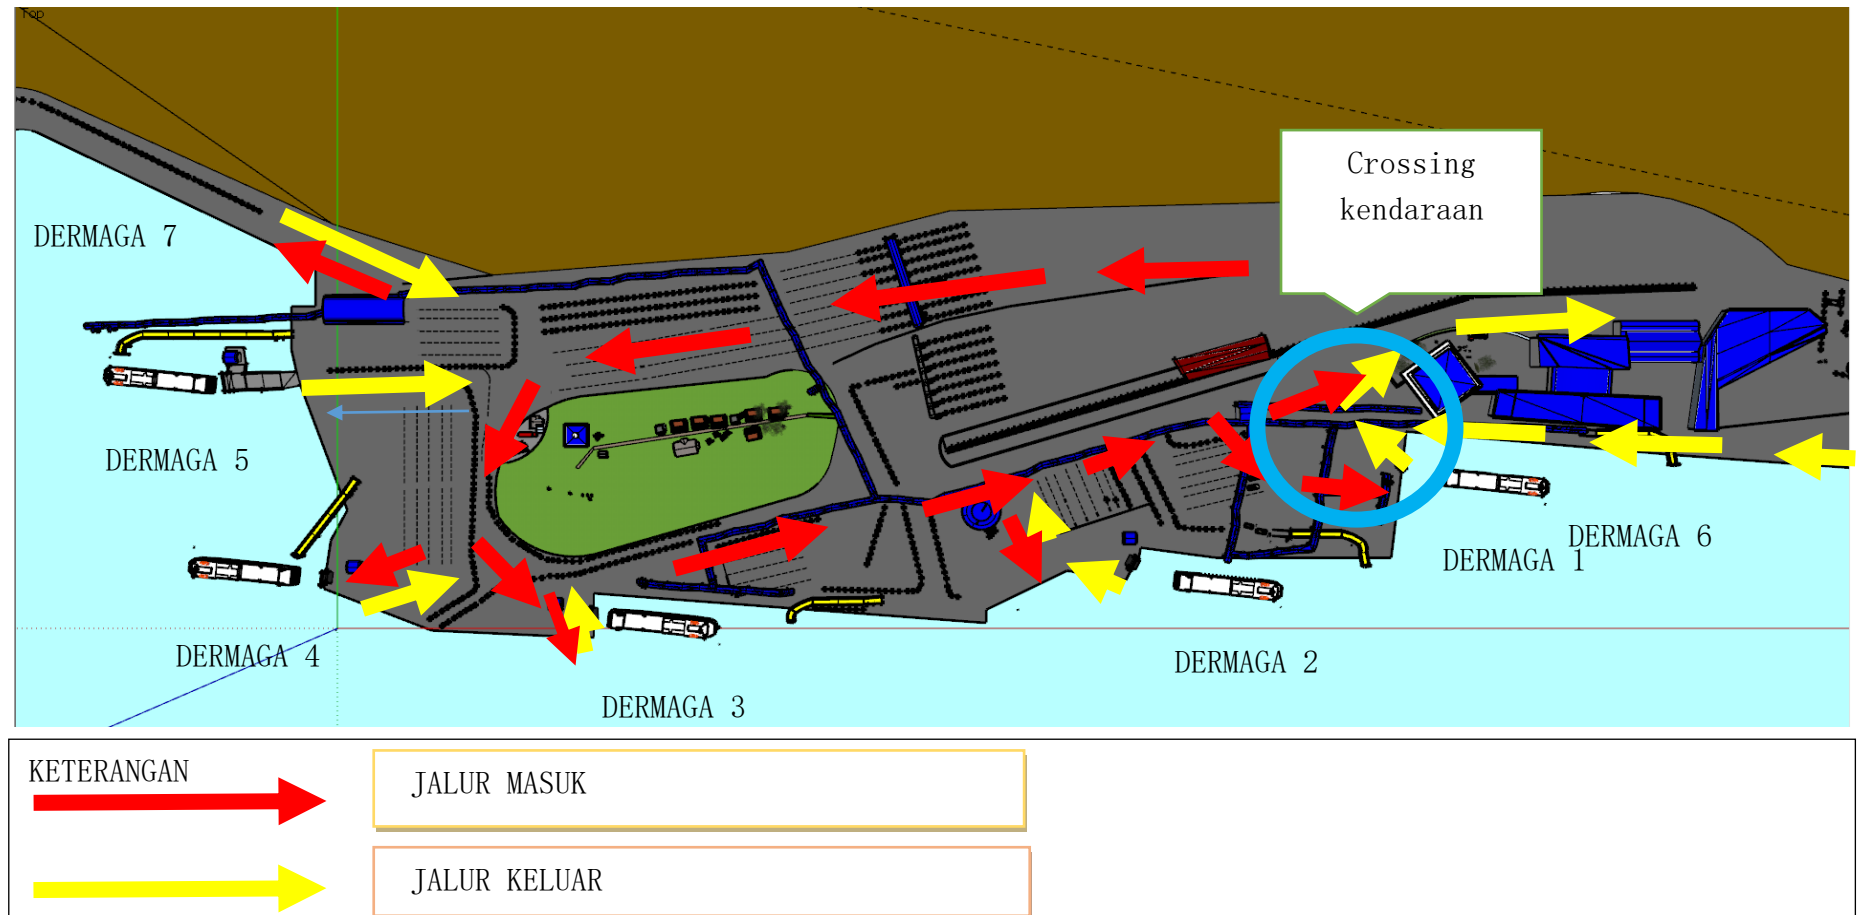 Top
Crossing
kendaraan
DERMAGA 7
DERMAGA 5
DERMAGA 6
DERMAGA 1
DERMAGA 4
DERMAGA 2
DERMAGA 3
KETERANGAN
JALUR MASUK
JALUR KELUAR